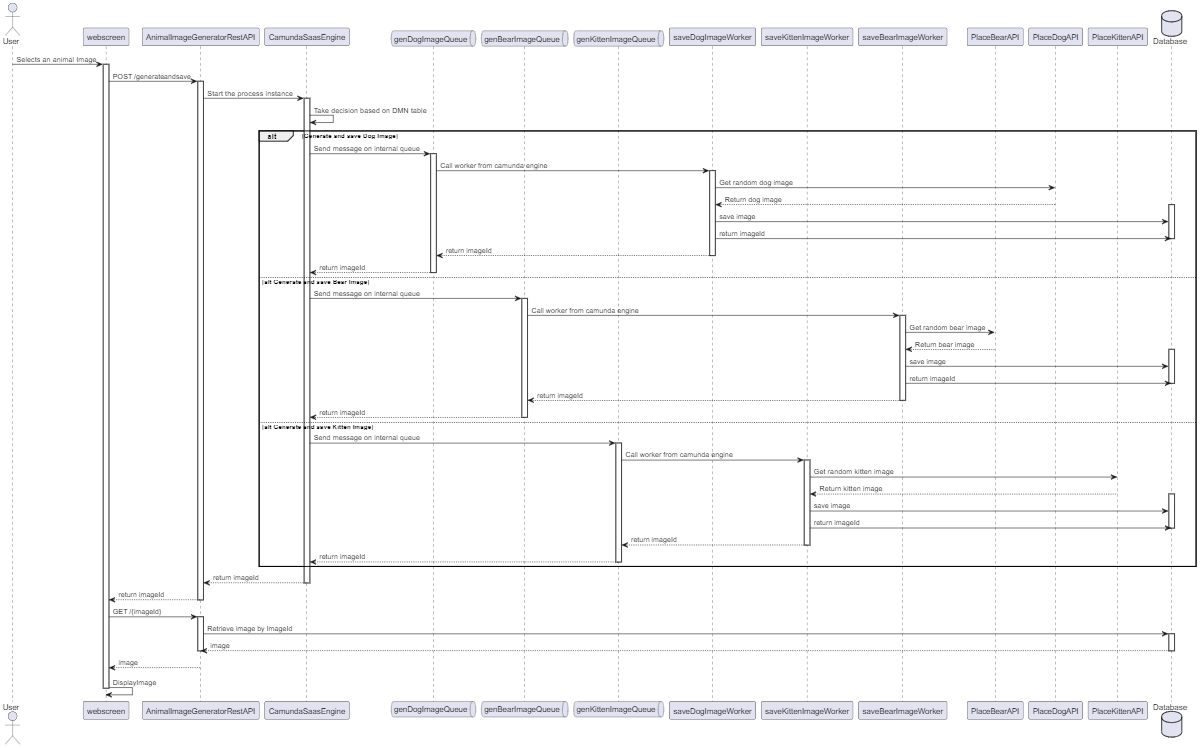 User
webscreen
AnimalImageGeneratorRestAPI
CamundaSaasEngine
genDogImageQueue
genBearImageQueue
genKittenImageQueue
saveDogImageWorker
saveKittenImageWorker
saveBearImageWorker
PlaceBearAPI
PlaceDogAPI
PlaceKittenAPI
Database
Selects an animal Image
POST /generateandsave
Start the process instance
Take decision based on DMN table
alt
[Generate and save Dog Image]
Send message on internal queue
Call worker from camunda engine
Get random dog image
Return dog image
save image
return imageId
return imageId
return imageId
[alt Generate and save Bear Image]
Send message on internal queue
Call worker from camunda engine
Get random bear image
Return bear image
save image
return imageId
return imageId
return imageId
[alt Generate and save Kitten Image]
Send message on internal queue
Call worker from camunda engine
Get random kitten image
Return kitten image
save image
return imageId
return imageId
return imageId
return imageId
return imageId
GET /{imageId}
Retrieve image by ImageId
image
image
DisplayImage
User
webscreen
AnimalImageGeneratorRestAPI
CamundaSaasEngine
genDogImageQueue
genBearImageQueue
genKittenImageQueue
saveDogImageWorker
saveKittenImageWorker
saveBearImageWorker
PlaceBearAPI
PlaceDogAPI
PlaceKittenAPI
Database